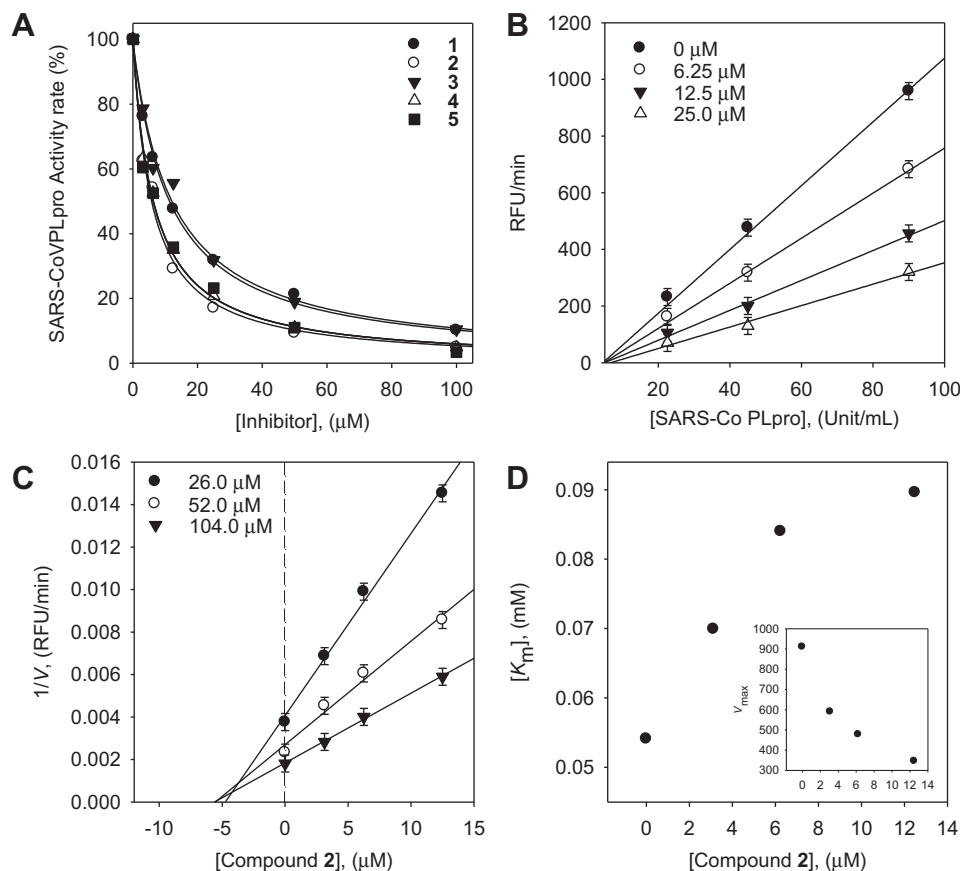 A
SARS-CoVPLpro Activity rate (%)
100
80
60
40
20
0
1
2
3
4
5
0 20 40 60 80 100
[Inhibitor], (μM)
B
RFU/min
1200
1000
800
600
400
200
0
0 μM
6.25 μM
12.5 μM
25.0 μM
20 40 60 80 100
[SARS-Co PLpro], (Unit/mL)
C
1/V, (RFU/min)
0.016
0.014
0.012
0.010
0.008
0.006
0.004
0.002
0.000
26.0 μM
52.0 μM
104.0 μM
-10 -5 0 5 10 15
[Compound 2], (μM)
D
[Km], (mM)
0.09
0.08
0.07
0.06
0.05
Vmax
1000
900
800
700
600
500
400
300
0 2 4 6 8 10 12 14
0 2 4 6 8 10 12 14
[Compound 2], (μM)